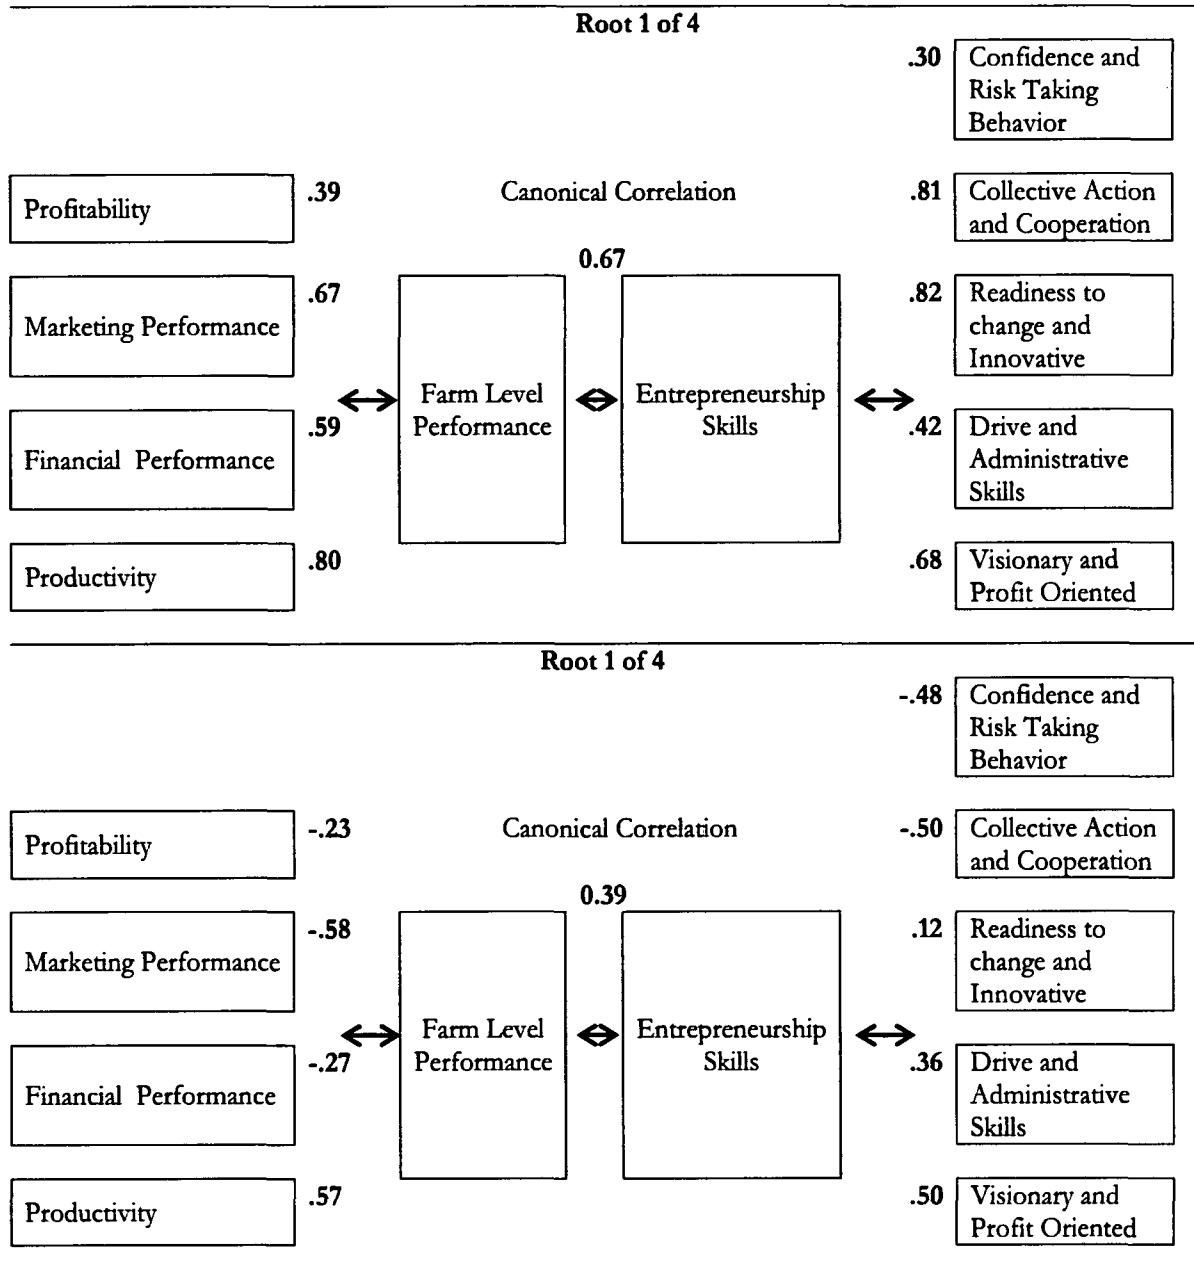 Root 1 of 4
.30
Confidence and
Risk Taking
Behavior
Profitability
.39
Canonical Correlation
.81
Collective Action
and Cooperation
0.67
Marketing Performance
.67
.82
Readiness to
change and
Innovative
Farm Level
Performance
Entrepreneurship
Skills
Financial Performance
.59
.42
Drive and
Administrative
Skills
Productivity
.80
.68
Visionary and
Profit Oriented
Root 1 of 4
-.48
Confidence and
Risk Taking
Behavior
Profitability
-.23
Canonical Correlation
-.50
Collective Action
and Cooperation
0.39
Marketing Performance
-.58
.12
Readiness to
change and
Innovative
Farm Level
Performance
Entrepreneurship
Skills
Financial Performance
-.27
.36
Drive and
Administrative
Skills
Productivity
.57
.50
Visionary and
Profit Oriented